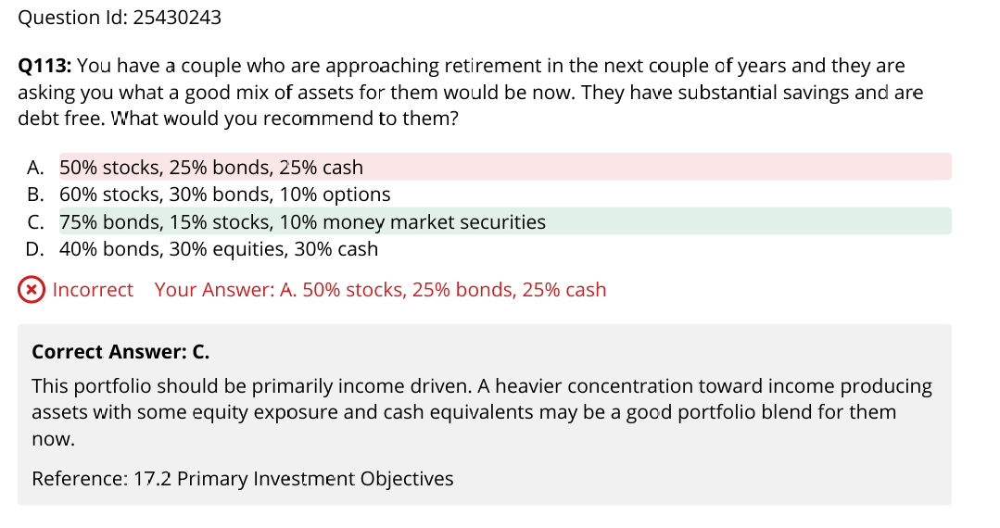 Question Id: 25430243
Q113: You have a couple who are approaching retirement in the next couple of years and they are
asking you what a good mix of assets for them would be now. They have substantial savings and are
debt free. What would you recommend to them?
A. 50% stocks, 25% bonds, 25% cash
B. 60% stocks, 30% bonds, 10% options
C. 75% bonds, 15% stocks, 10% money market securities
D. 40% bonds, 30% equities, 30% cash
Incorrect Your Answer: A. 50% stocks, 25% bonds, 25% cash
Correct Answer: C.
This portfolio should be primarily income driven. A heavier concentration toward income producing
assets with some equity exposure and cash equivalents may be a good portfolio blend for them
now.
Reference: 17.2 Primary Investment Objectives